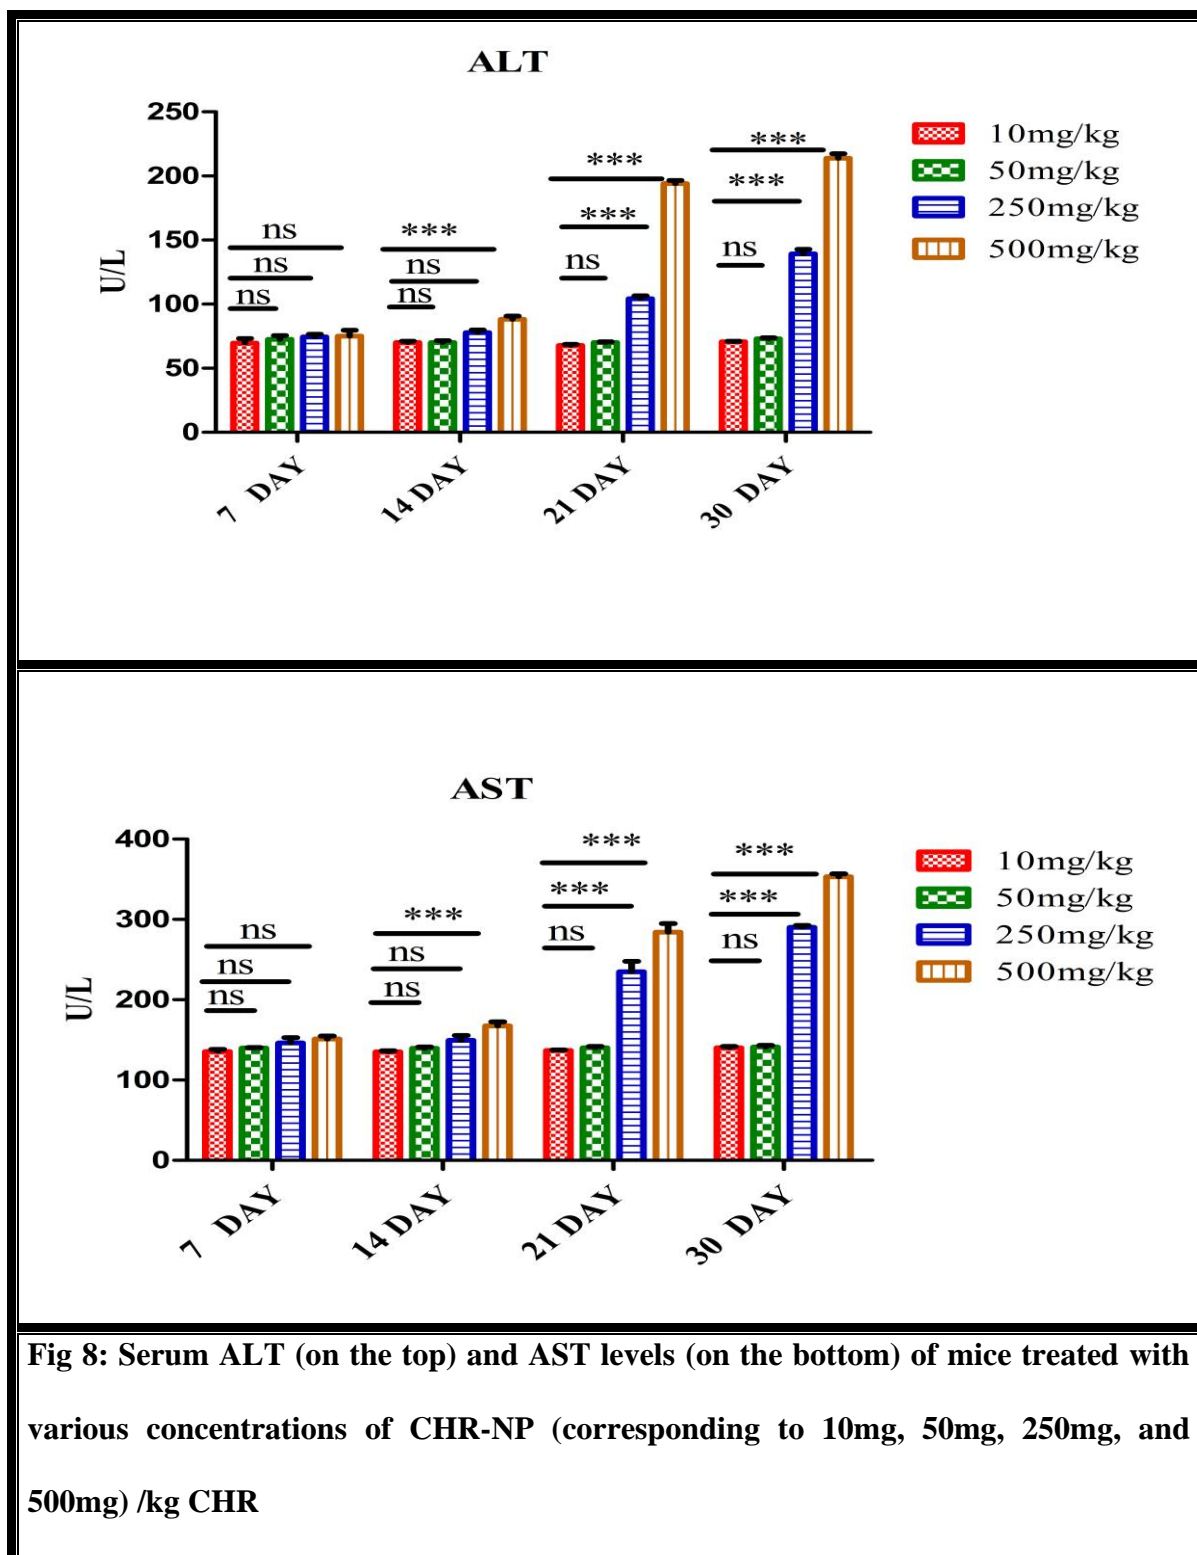 ALT
250
200
150
100
50
0
U/L
ns
ns
ns
***
ns
ns
***
***
ns
***
***
ns
7 DAY
14 DAY
21 DAY
30 DAY
10mg/kg
50mg/kg
250mg/kg
500mg/kg
AST
400
300
200
100
0
U/L
ns
ns
ns
***
ns
ns
***
***
ns
***
***
ns
7 DAY
14 DAY
21 DAY
30 DAY
10mg/kg
50mg/kg
250mg/kg
500mg/kg
Fig 8: Serum ALT (on the top) and AST levels (on the bottom) of mice treated with
various concentrations of CHR-NP (corresponding to 10mg, 50mg, 250mg, and
500mg) /kg CHR